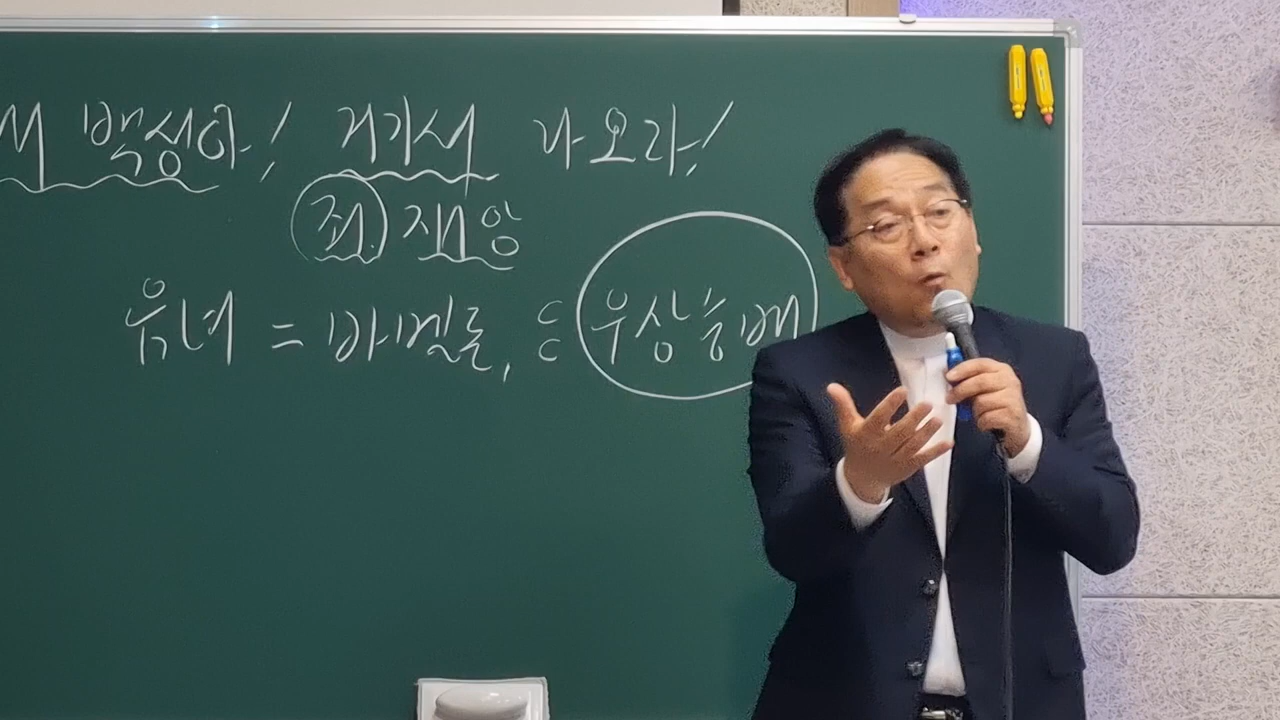 백성아! 거기서 나오라!
죄 재앙
음녀 = 바벨론, 우상숭배